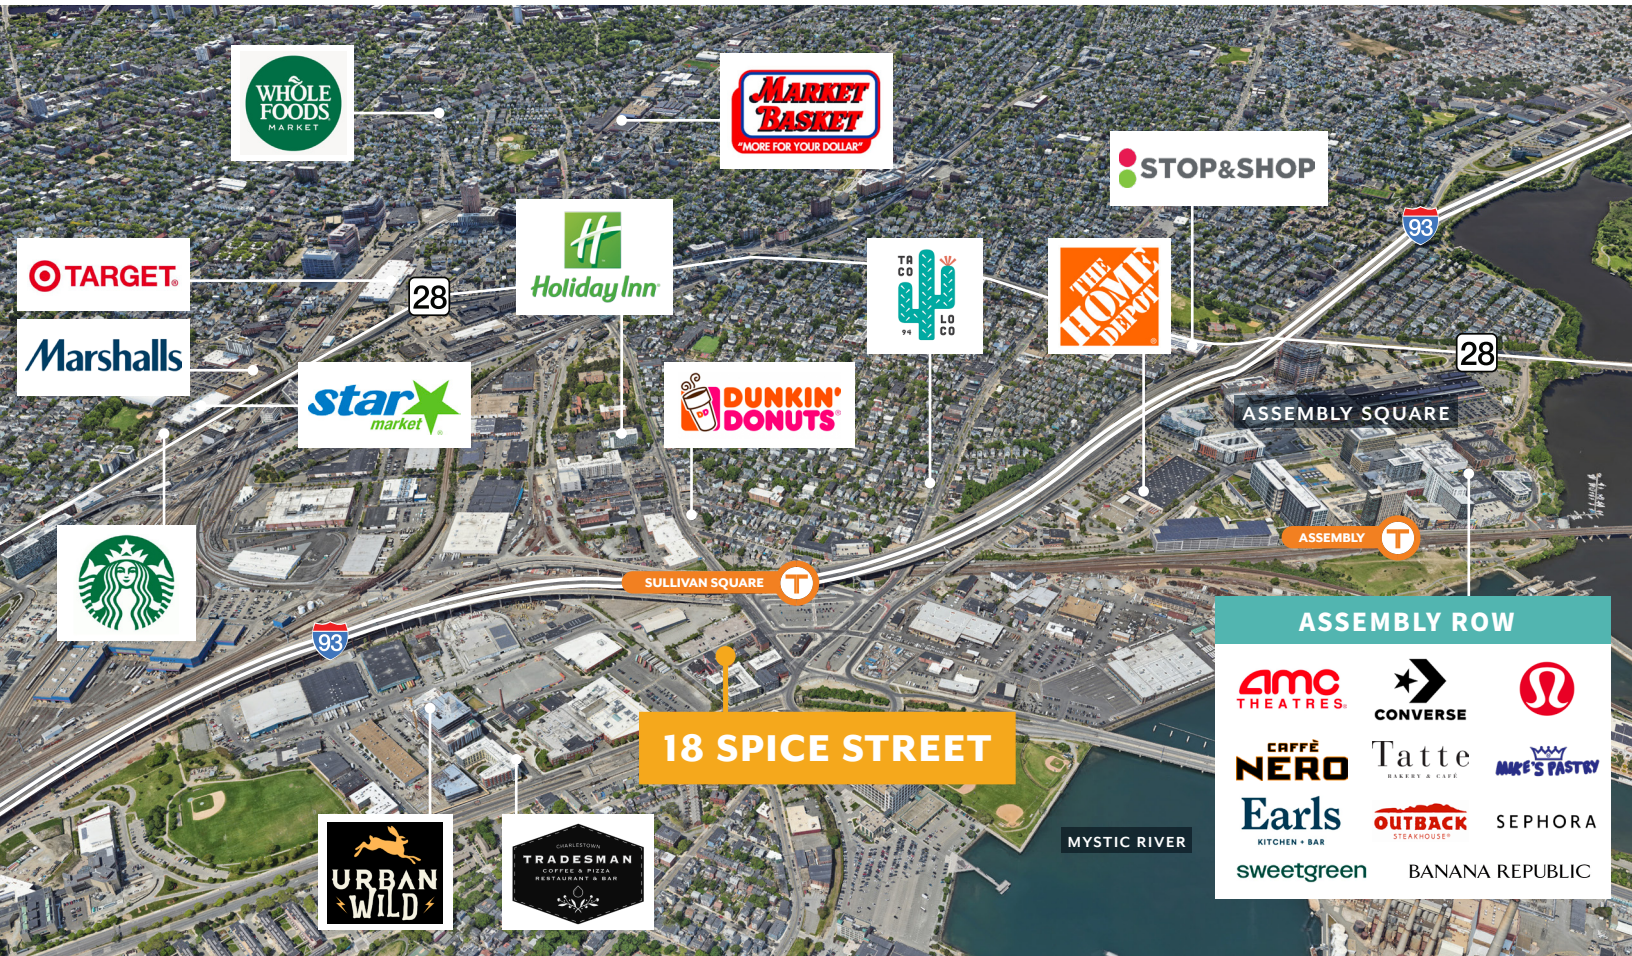 WHOLE
FOODS
MARKET
MARKET
BASKET
"MORE FOR YOUR DOLLAR"
STOP&SHOP
93
TARGET
28
Holiday Inn
TA
CO
LO
CO
94
THE
HOME
DEPOT
Marshalls
star
market
DUNKIN'
DONUTS
DD
28
ASSEMBLY SQUARE
ASSEMBLY T
SULLIVAN SQUARE T
93
18 SPICE STREET
MYSTIC RIVER
URBAN
WILD
CHARLESTOWN
TRADESMAN
COFFEE & PIZZA
RESTAURANT & BAR
ASSEMBLY ROW
amc
THEATRES
CONVERSE
CAFFÈ
NERO
Tatte
BAKERY & CAFÉ
MIKE'S PASTRY
Earls
KITCHEN + BAR
OUTBACK
STEAKHOUSE
SEPHORA
sweetgreen
BANANA REPUBLIC